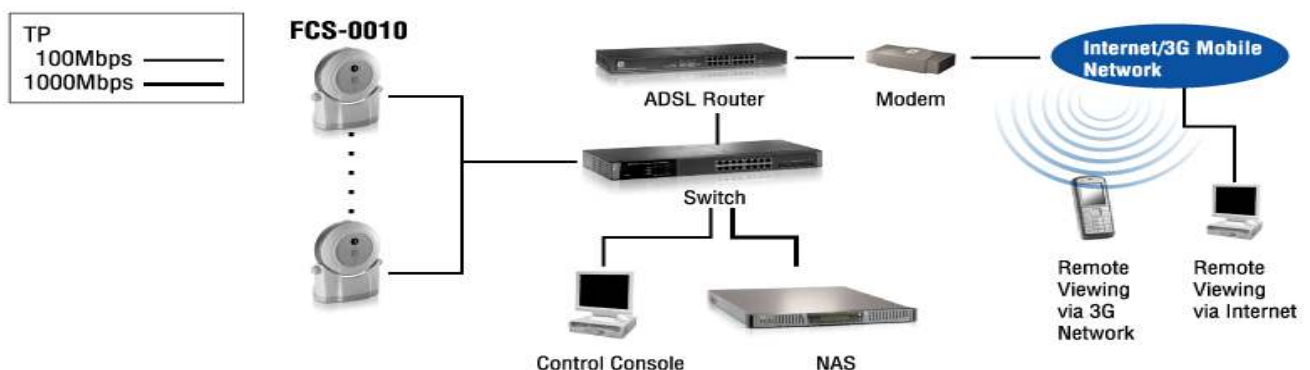 TP
100Mbps
1000Mbps
FCS-0010
ADSL Router
Modem
Internet/3G Mobile
Network
Switch
Control Console
NAS
Remote
Viewing
via 3G
Network
Remote
Viewing
via Internet